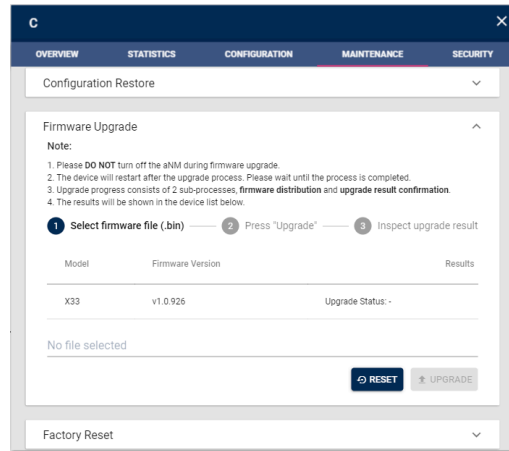 C
OVERVIEW STATISTICS CONFIGURATION MAINTENANCE SECURITY
Configuration Restore
Firmware Upgrade
Note:
1. Please DO NOT turn off the aNM during firmware upgrade.
2. The device will restart after the upgrade process. Please wait until the process is completed.
3. Upgrade progress consists of 2 sub-processes, firmware distribution and upgrade result confirmation.
4. The results will be shown in the device list below.
1 Select firmware file (.bin) 2 Press "Upgrade" 3 Inspect upgrade result
Model Firmware Version Results
X33 v1.0.926 Upgrade Status: -
No file selected
RESET UPGRADE
Factory Reset